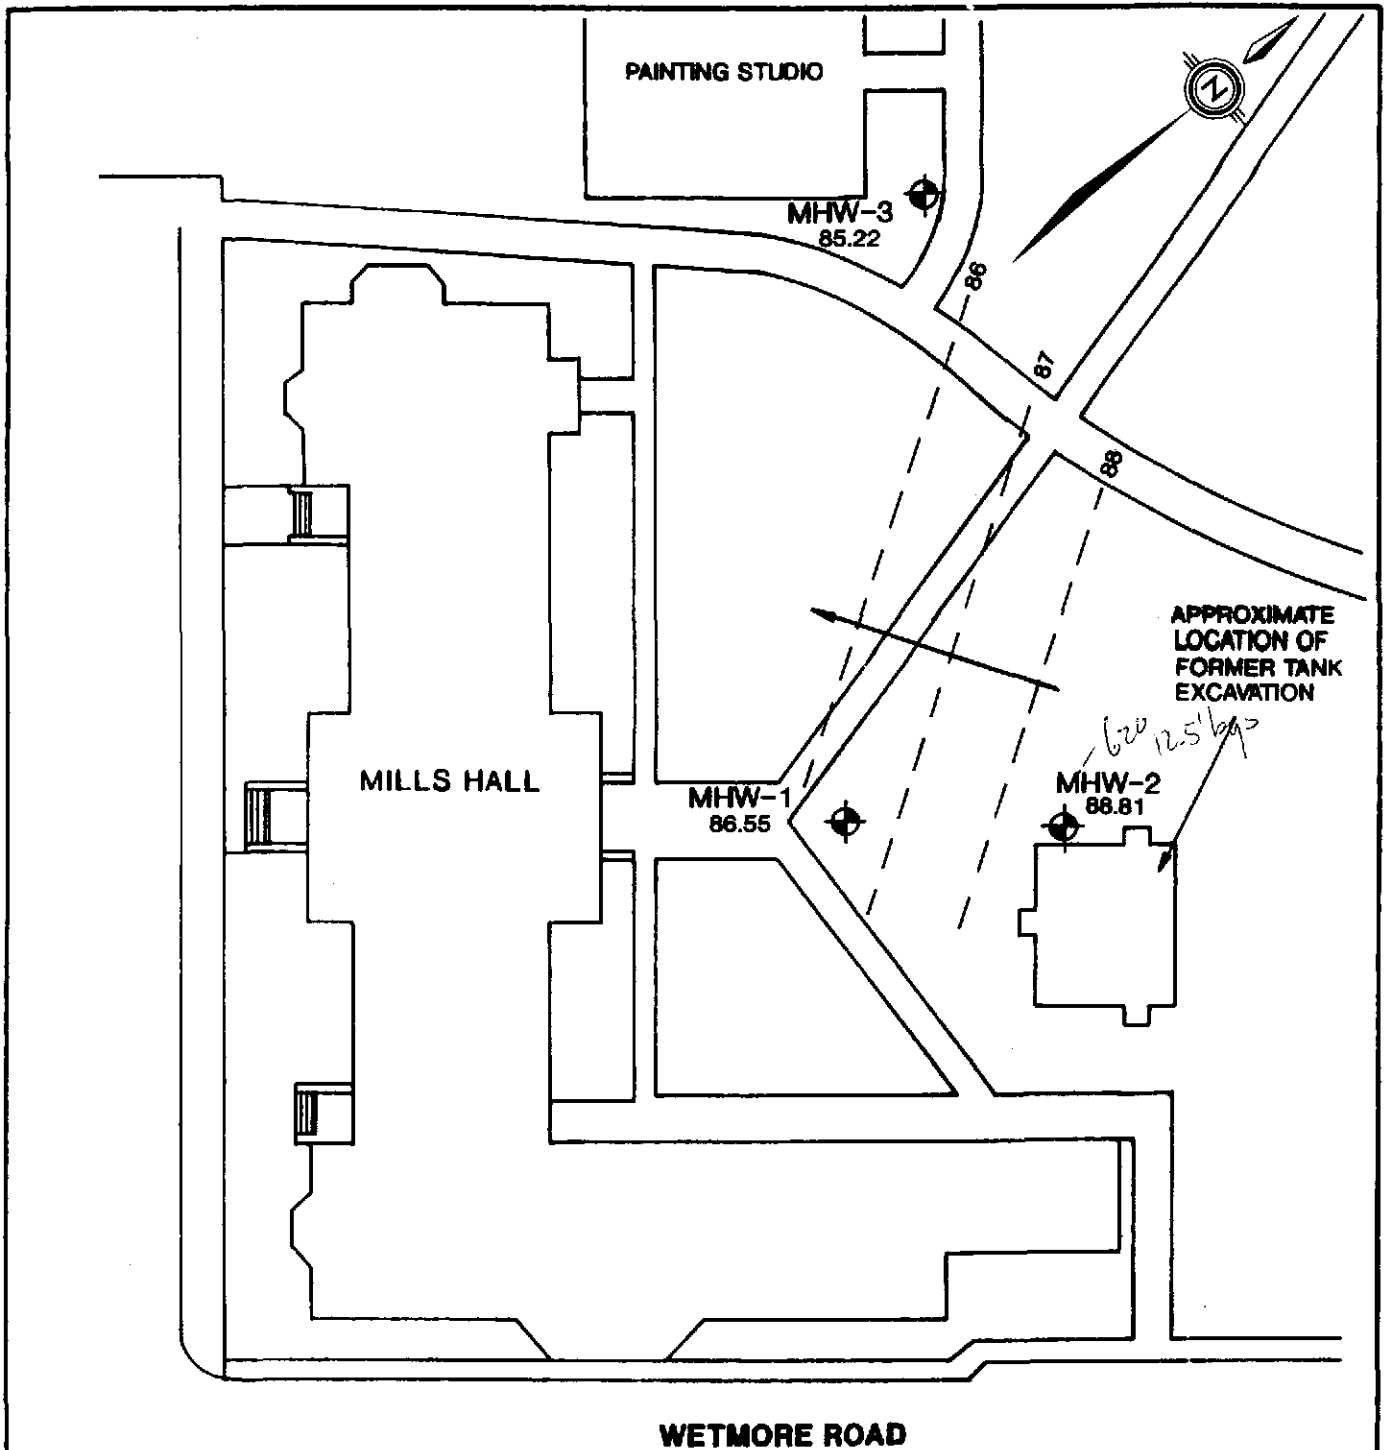 PAINTING STUDIO
N
MHW-3
85.22
86
87
88
APPROXIMATE
LOCATION OF
FORMER TANK
EXCAVATION
12.5' bgs
MILLS HALL
MHW-1
86.55
MHW-2
88.81
WETMORE ROAD